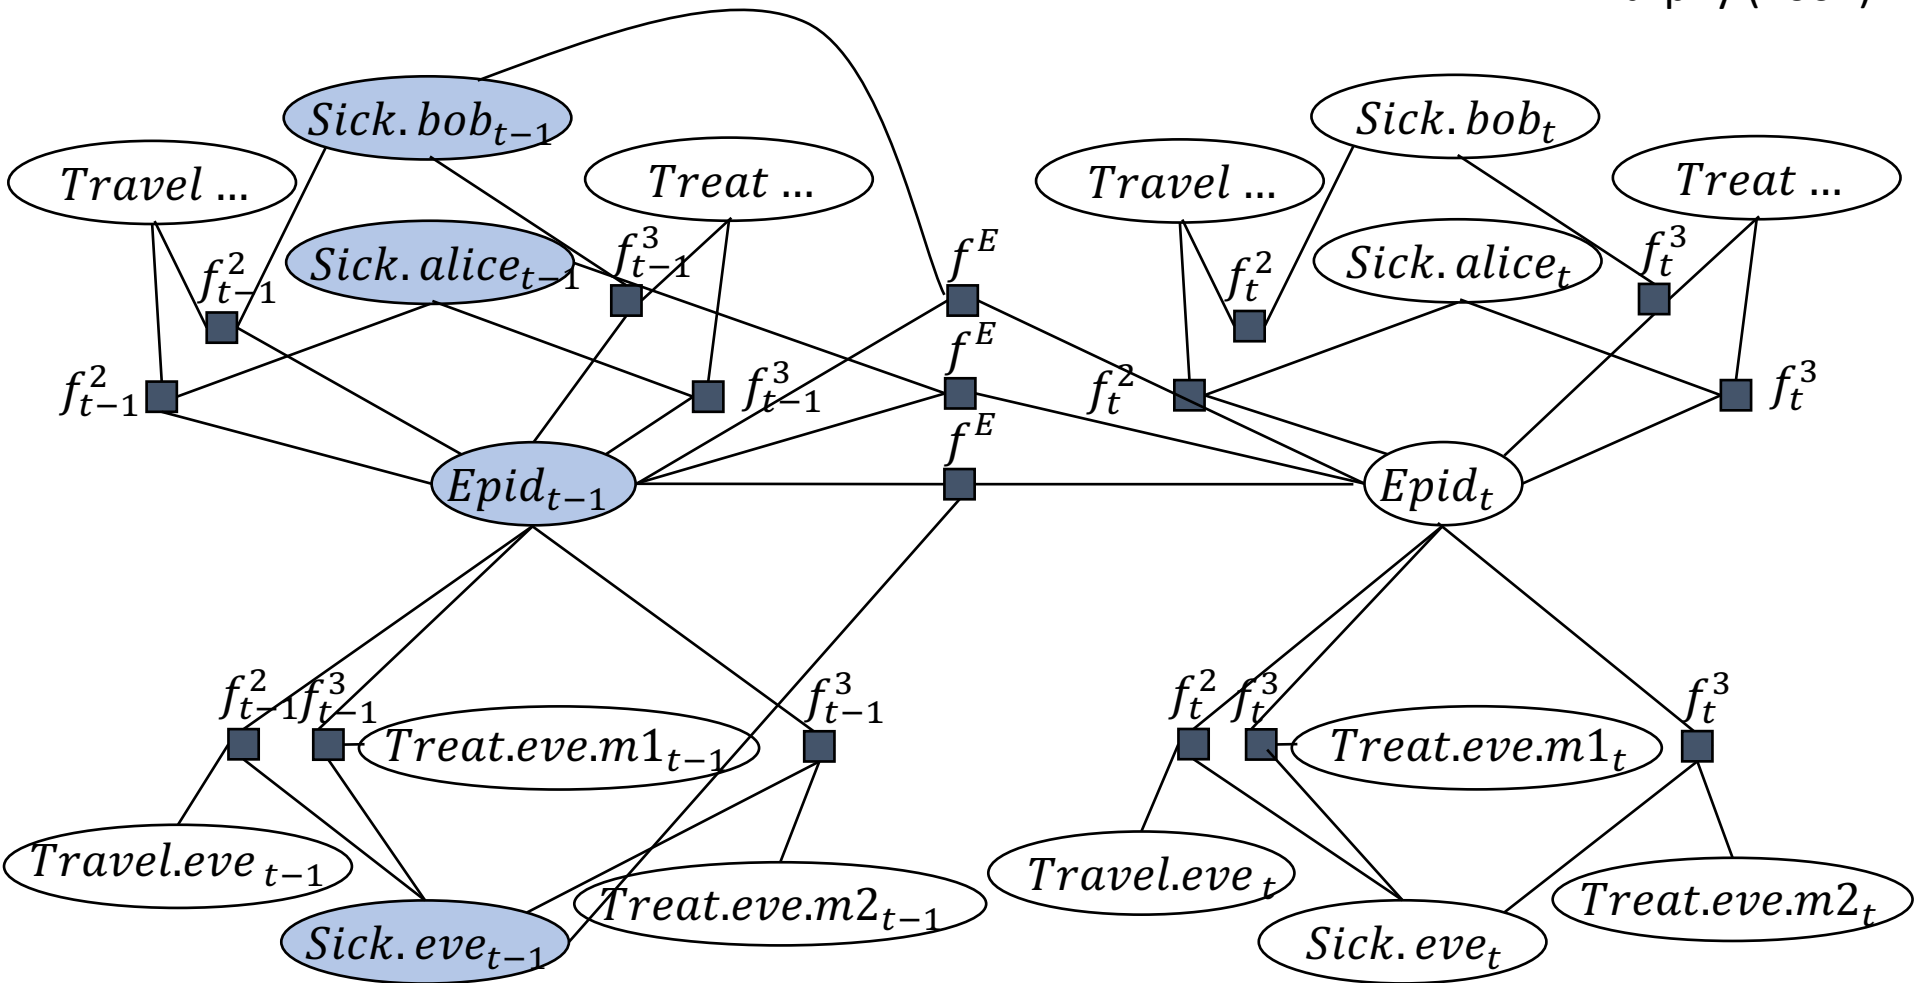 Sick.bob_{t-1}
Sick.bob_t
Travel ...
Treat ...
Travel ...
Treat ...
f^2_{t-1}
Sick.alice_{t-1}
f^3_{t-1}
f^E
f^2_t
Sick.alice_t
f^3_t
f^E
f^2_{t-1}
f^3_{t-1}
f^2_t
f^3_t
f^E
Epid_{t-1}
Epid_t
f^2_{t-1}
f^3_{t-1}
f^3_{t-1}
f^2_t
f^3_t
f^3_t
Treat.eve.m1_{t-1}
Treat.eve.m1_t
Travel.eve_{t-1}
Treat.eve.m2_{t-1}
Travel.eve_t
Treat.eve.m2_t
Sick.eve_{t-1}
Sick.eve_t